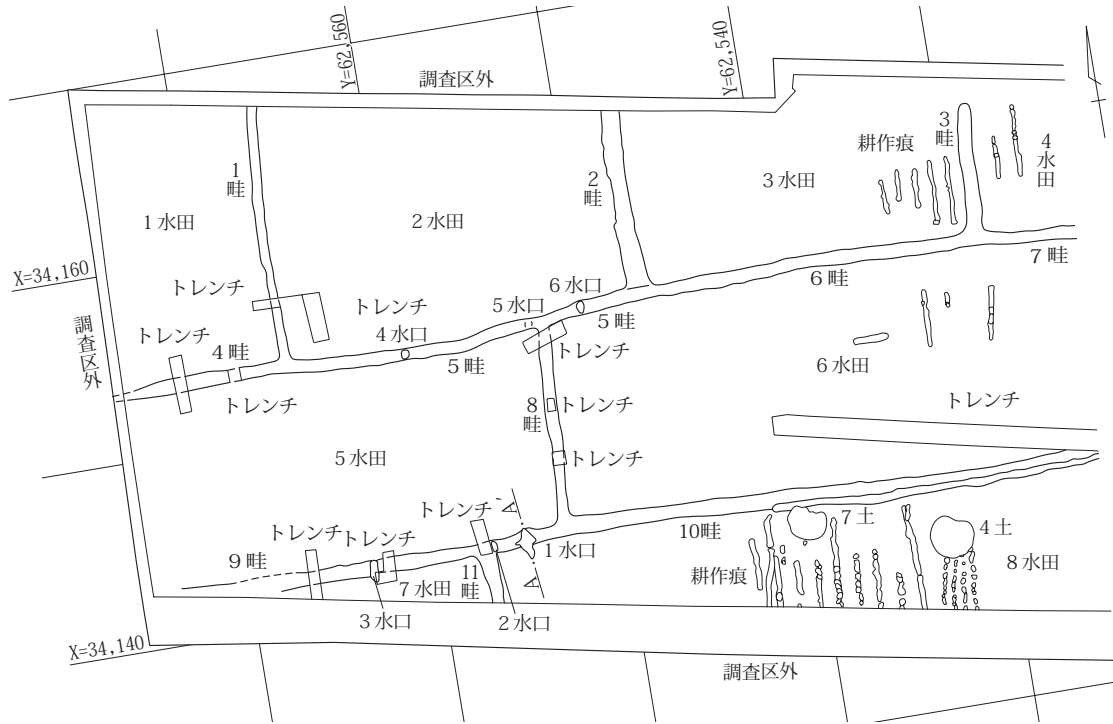 Y=62,560
Y=62,540
調査区外
3畦
耕作痕
4水田
1畦
2畦
3水田
1水田
2水田
X=34,160
トレンチ
6水口
7畦
6畦
トレンチ
5水口
調査区外
トレンチ
4水口
5畦
4畦
トレンチ
5畦
6水田
トレンチ
8畦
トレンチ
トレンチ
5水田
トレンチ
トレンチ
A'
7土
4土
トレンチ
トレンチ
10畦
1水口
9畦
11畦
A
耕作痕
8水田
7水田
3水口
2水口
X=34,140
調査区外